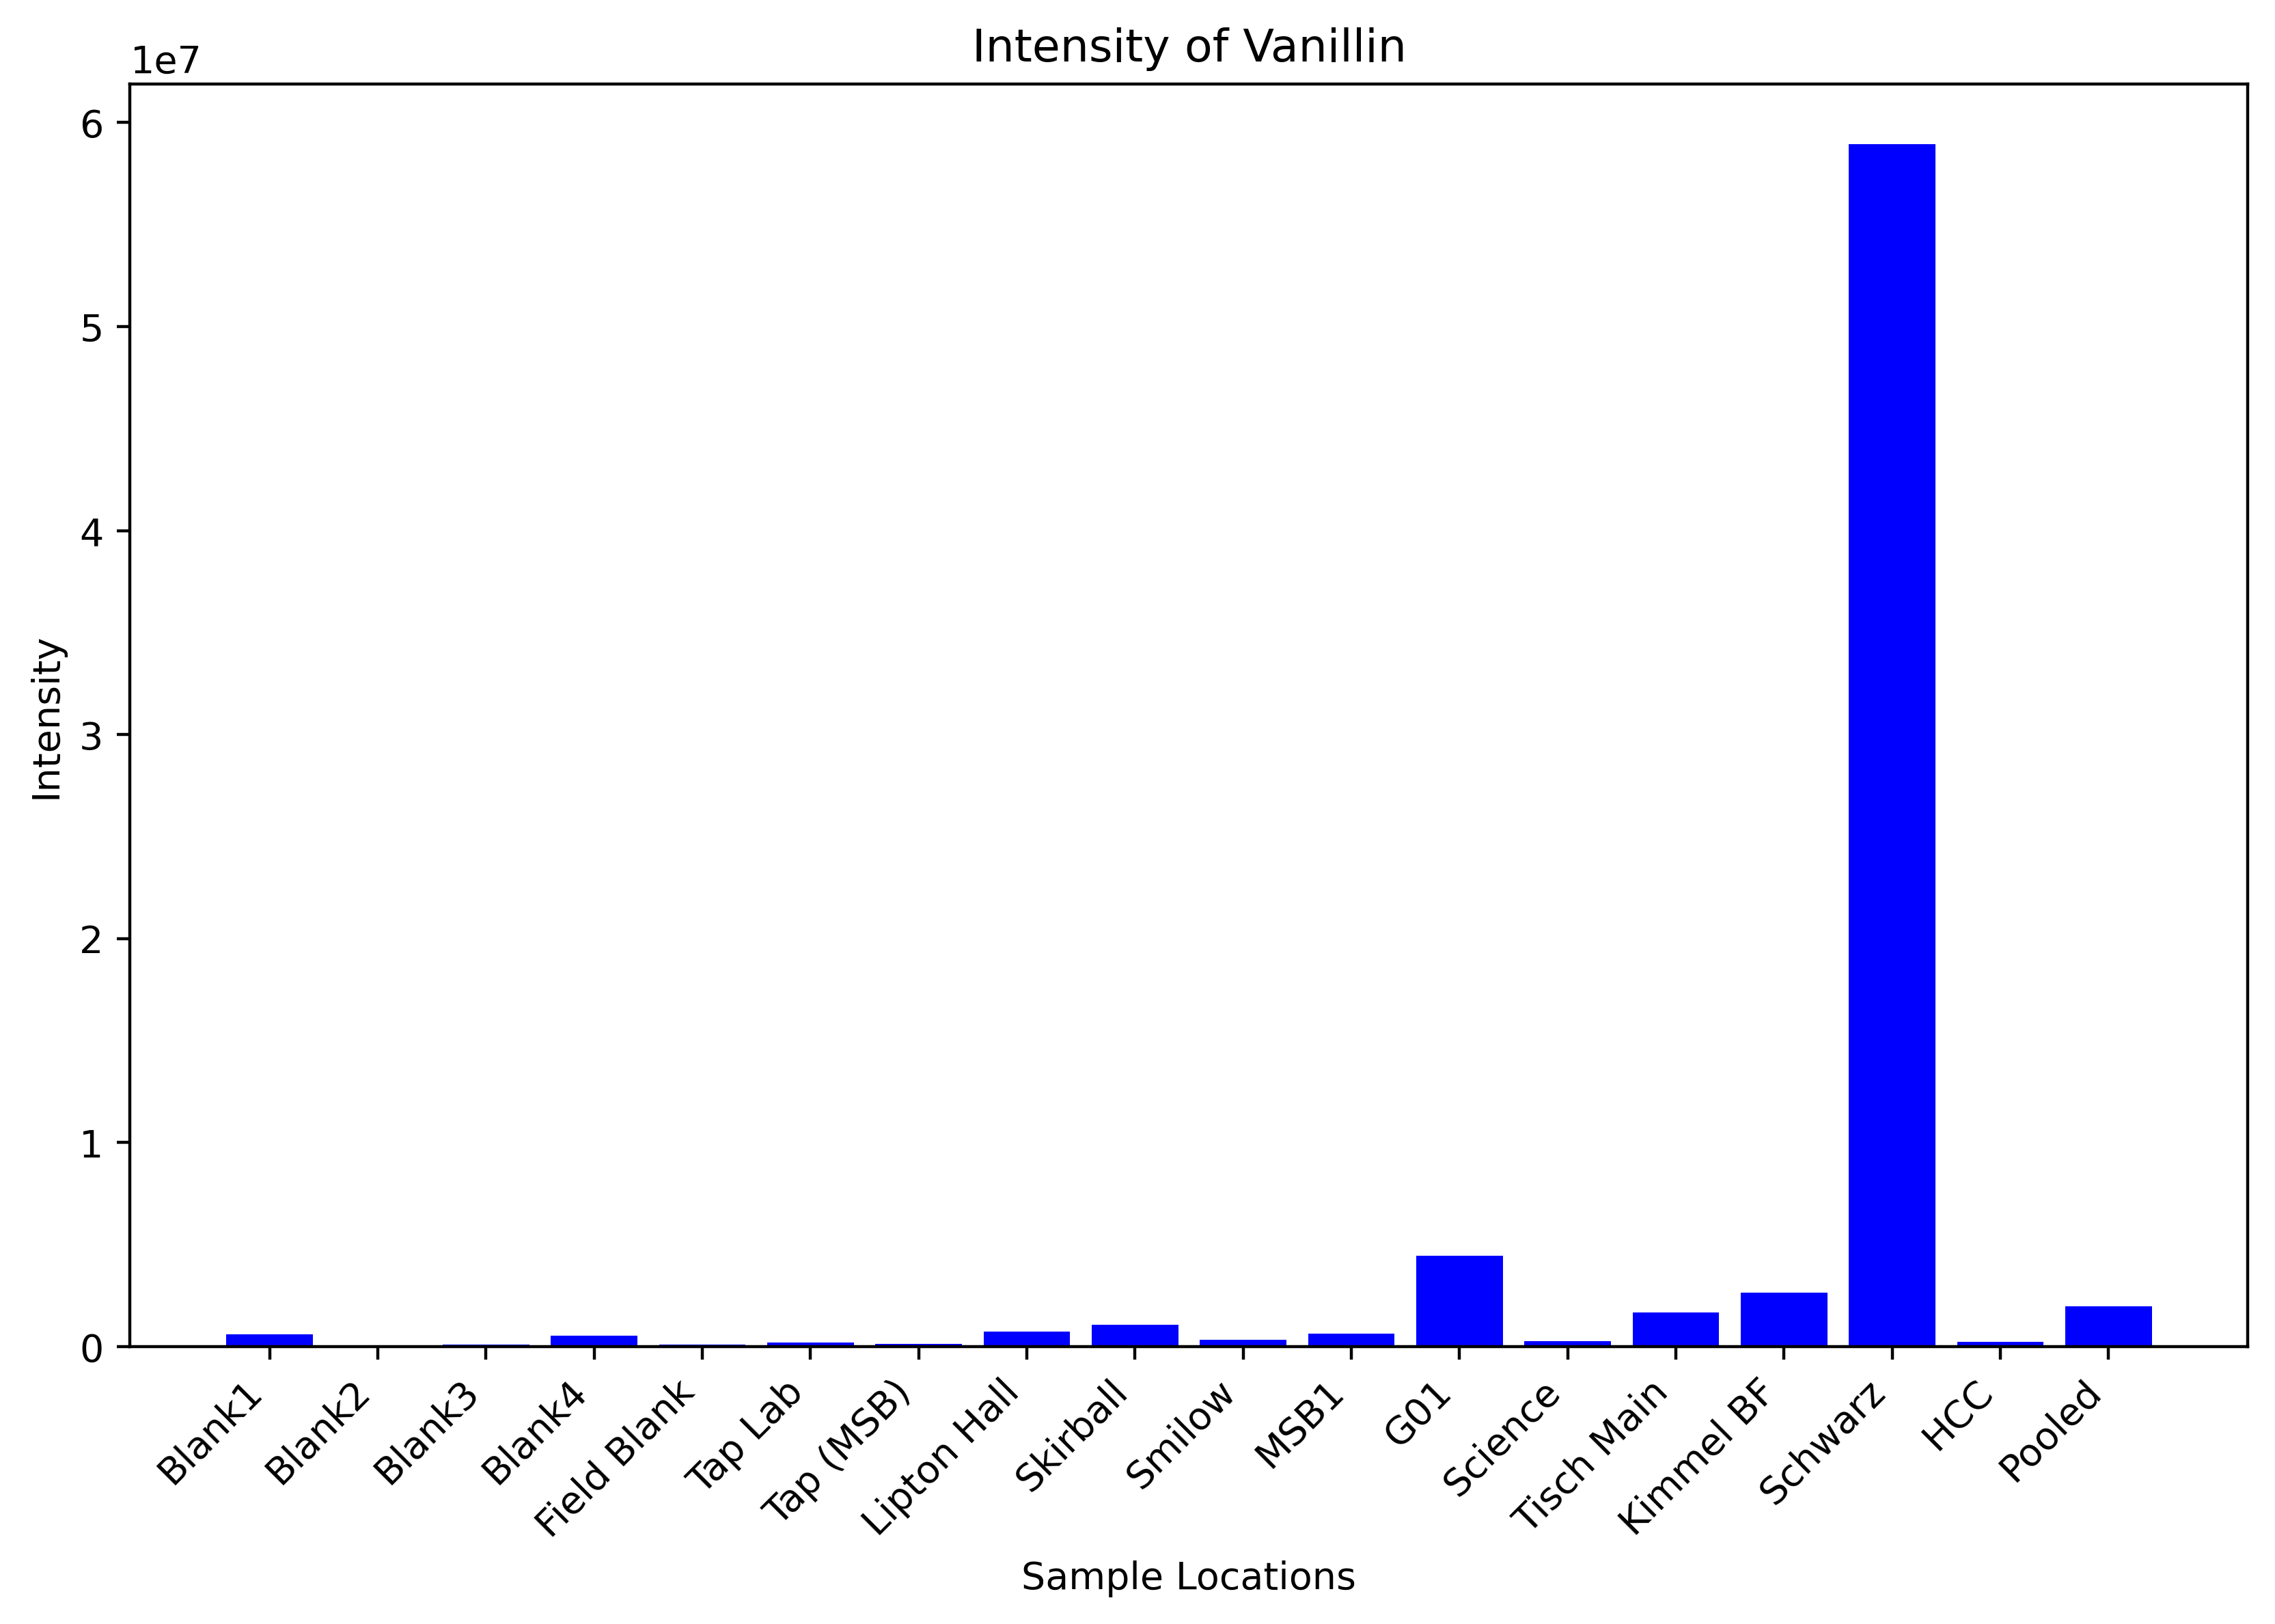 Intensity of Vanillin
1e7
6
5
4
3
2
1
0
Intensity
Blank1
Blank2
Blank3
Blank4
Field Blank
Tap Lab
Tap (MSB)
Lipton Hall
Skirball
Smilow
MSB1
G01
Science
Tisch Main
Kimmel BF
Schwarz
HCC
Pooled
Sample Locations